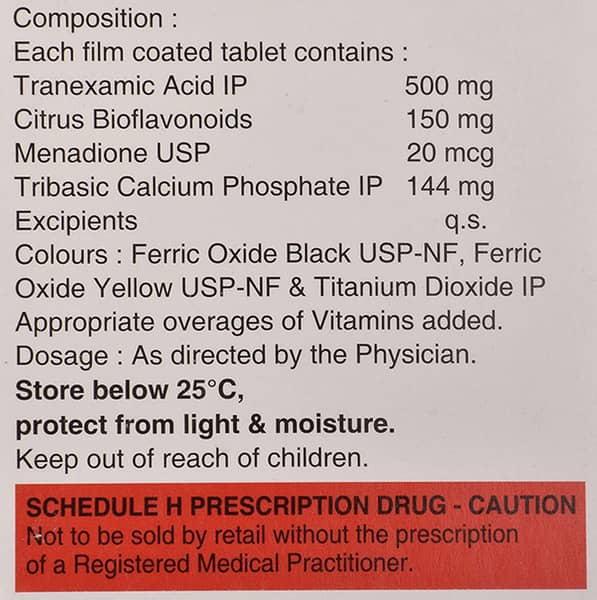 Composition :
Each film coated tablet contains :
Tranexamic Acid IP 500 mg
Citrus Bioflavonoids 150 mg
Menadione USP 20 mcg
Tribasic Calcium Phosphate IP 144 mg
Excipients q.s.
Colours : Ferric Oxide Black USP-NF, Ferric
Oxide Yellow USP-NF & Titanium Dioxide IP
Appropriate overages of Vitamins added.
Dosage : As directed by the Physician.
Store below 25°C,
protect from light & moisture.
Keep out of reach of children.
SCHEDULE H PRESCRIPTION DRUG - CAUTION
Not to be sold by retail without the prescription
of a Registered Medical Practitioner.